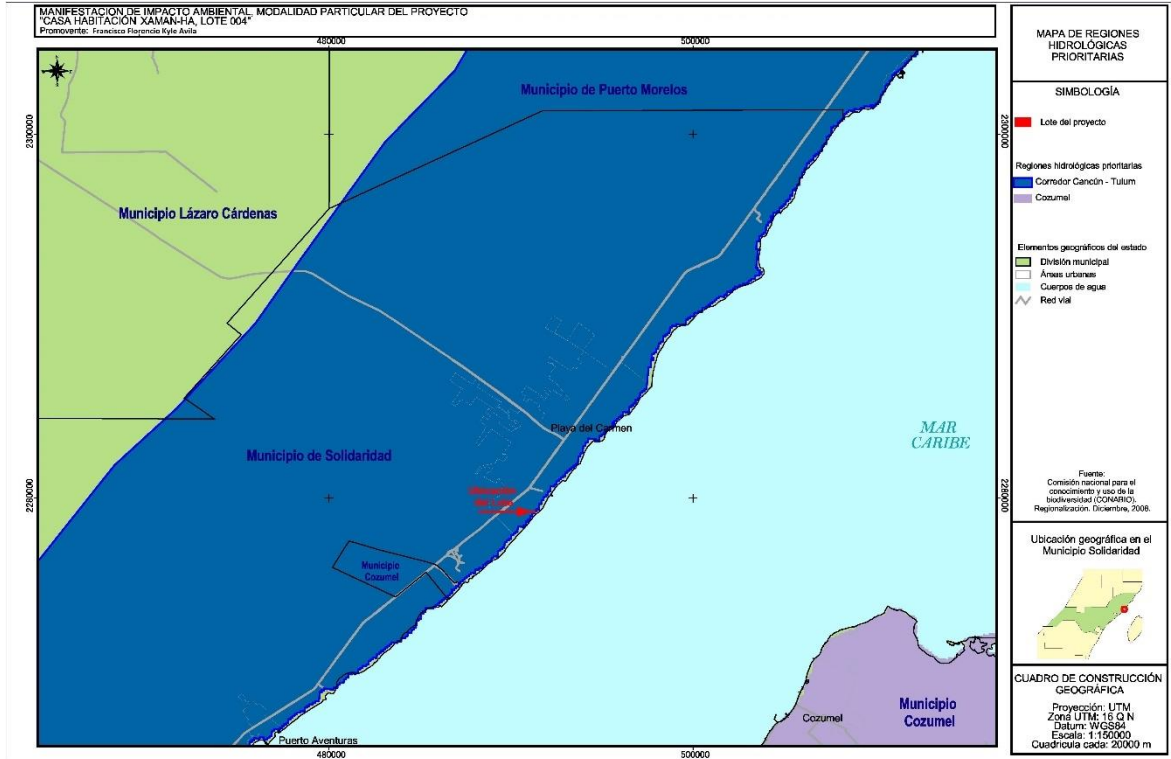 MANIFESTACION DE IMPACTO AMBIENTAL, MODALIDAD PARTICULAR DEL PROYECTO
"CASA HABITACIÓN XAMAN-HA, LOTE 004"
Promovente: Francisco Florencio Kyle Avila
480000
500000
Municipio de Puerto Morelos
2300000
2300000
Municipio Lázaro Cárdenas
Playa del Carmen
MAR
CARIBE
Municipio de Solidaridad
2280000
2280000
Municipio
Cozumel
Municipio
Cozumel
Cozumel
Puerto Aventuras
480000
500000
MAPA DE REGIONES
HIDROLÓGICAS
PRIORITARIAS
SIMBOLOGÍA
Lote del proyecto
Regiones hidrológicas prioritarias
Corredor Cancún - Tulum
Cozumel
Elementos geográficos del estado
División municipal
Áreas urbanas
Cuerpos de agua
Red vial
Fuente:
Comisión nacional para el
conocimiento y uso de la
biodiversidad (CONABIO).
Regionalización. Diciembre, 2008.
Ubicación geográfica en el
Municipio Solidaridad
CUADRO DE CONSTRUCCIÓN
GEOGRÁFICA
Proyección: UTM
Zona UTM: 16 Q N
Datum: WGS84
Escala: 1:150000
Cuadrícula cada: 20000 m